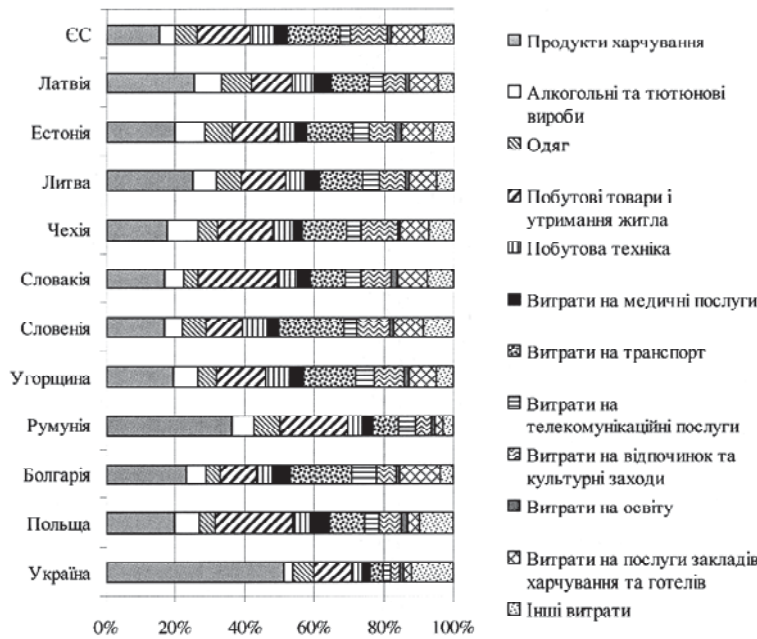 ЄС
Латвія
Естонія
Литва
Чехія
Словакія
Словенія
Угорщина
Румунія
Болгарія
Польща
Україна
0% 20% 40% 60% 80% 100%
Продукти харчування
Алкогольні та тютюнові
вироби
Одяг
Побутові товари і
утримання житла
Побутова техніка
Витрати на медичні послуги
Витрати на транспорт
Витрати на
телекомунікаційні послуги
Витрати на відпочинок та
культурні заходи
Витрати на освіту
Витрати на послуги закладів
харчування та готелів
Інші витрати